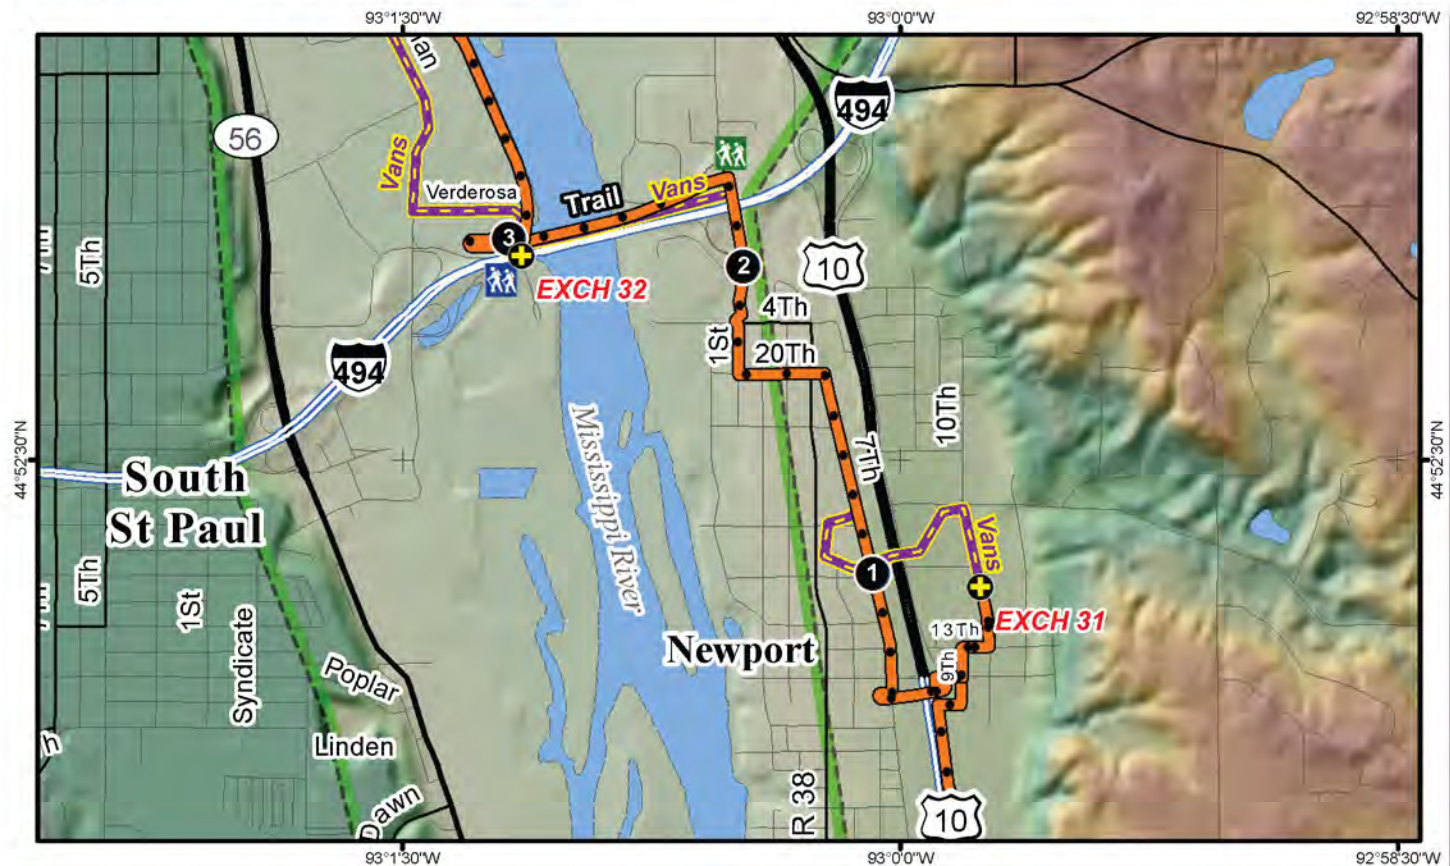 93°1'30"W
93°0'0"W
92°58'30"W
494
56
Vans
Verderosa
Trail
Vans
5Th
3
2
10
EXCH 32
4Th
1St
20Th
494
10Th
7Th
44°52'30"N
44°52'30"N
South
St Paul
Mississippi River
Vans
1
5Th
1St
Syndicate
EXCH 31
13Th
9Th
Newport
Poplar
Linden
h
Dawn
R 38
10
93°1'30"W
93°0'0"W
92°58'30"W